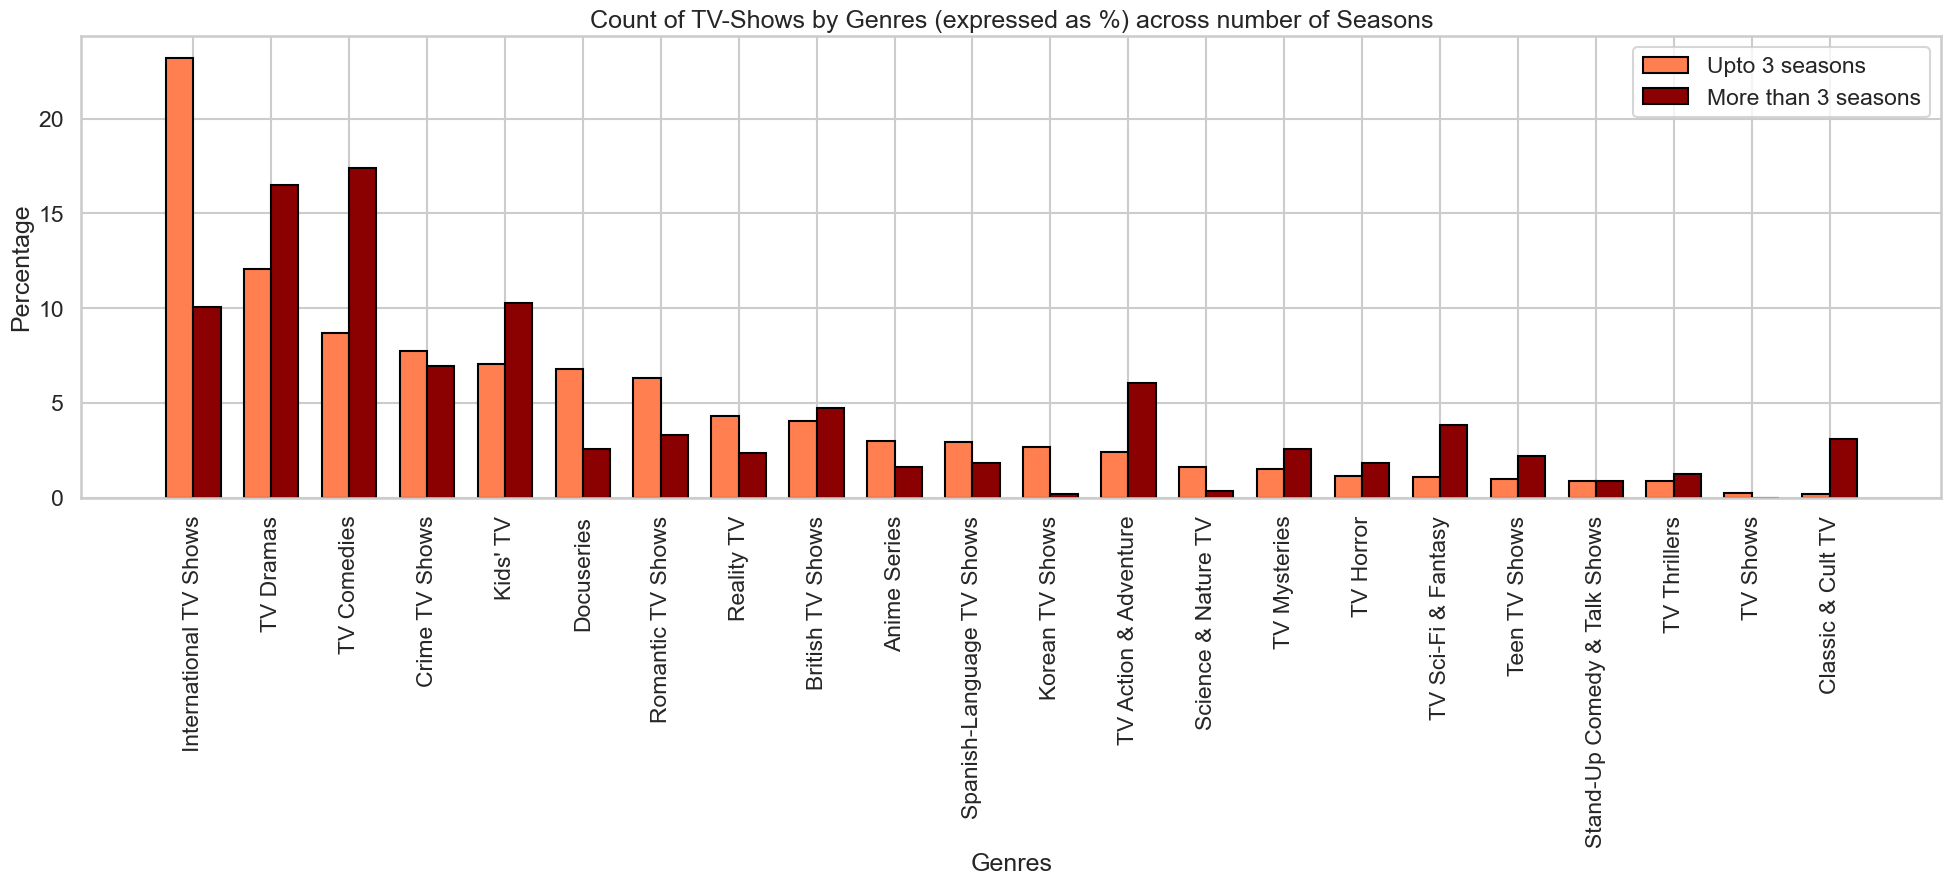 Count of TV-Shows by Genres (expressed as %) across number of Seasons
Upto 3 seasons
More than 3 seasons
Percentage
20
15
10
5
0
International TV Shows
TV Dramas
TV Comedies
Crime TV Shows
Kids' TV
Docuseries
Romantic TV Shows
Reality TV
British TV Shows
Anime Series
Spanish-Language TV Shows
Korean TV Shows
TV Action & Adventure
Science & Nature TV
TV Mysteries
TV Horror
TV Sci-Fi & Fantasy
Teen TV Shows
Stand-Up Comedy & Talk Shows
TV Thrillers
TV Shows
Classic & Cult TV
Genres